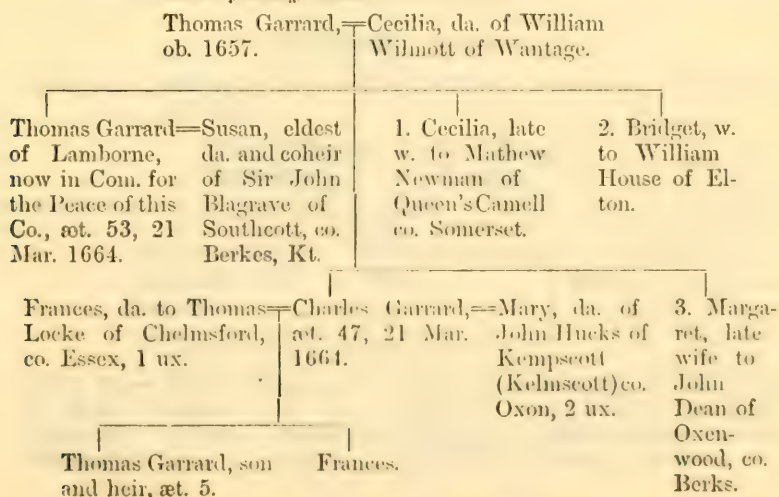 Thomas Garrard,
ob. 1657.
Cecilia, da. of William
Wilmott of Wantage.
Thomas Garrard
of Lamborne,
now in Com. for
the Peace of this
Co., æt. 53, 21
Mar. 1664.
Susan, eldest
da. and coheir
of Sir John
Blagrave of
Southcott, co.
Berkes, Kt.
1. Cecilia, late
w. to Mathew
Newman of
Queen's Camell
co. Somerset.
2. Bridget, w.
to William
House of El-
ton.
Frances, da. to Thomas
Locke of Chelmsford,
co. Essex, 1 ux.
Charles Garrard,
æt. 47, 21 Mar.
1664.
Mary, da. of
John Hucks of
Kempscott
(Kelmscott) co.
Oxon, 2 ux.
3. Marga-
ret, late
wife to
John
Dean of
Oxen-
wood, co.
Berks.
Thomas Garrard, son
and heir, æt. 5.
Frances.